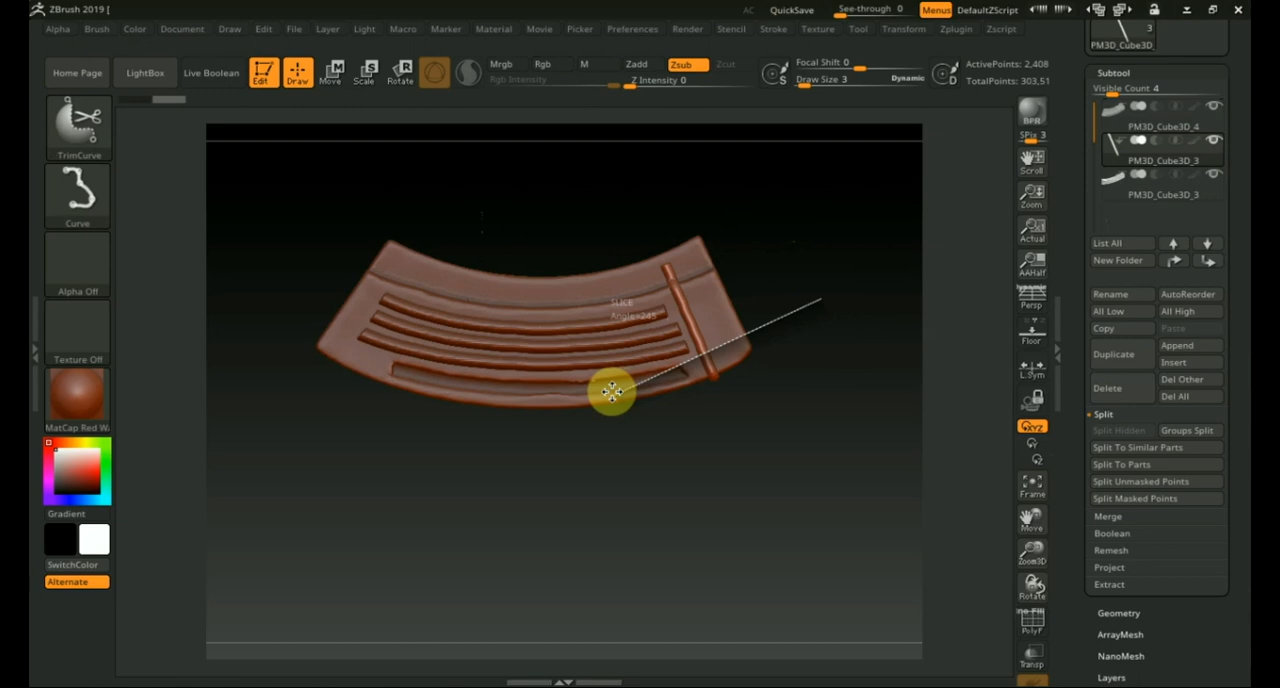 ZBrush 2019 [
AC QuickSave See-through 0 Menus DefaultZScript
Alpha Brush Color Document Draw Edit File Layer Light Macro Marker Material Movie Picker Preferences Render Stencil Stroke Texture Tool Transform Zplugin Zscript
Home Page LightBox Live Boolean Edit Draw Move Scale Rotate
Mrgb Rgb M Zadd Zsub Zcut
Rgb Intensity Z Intensity 0
Focal Shift 0
Draw Size 3 Dynamic
S D
ActivePoints: 2,408
TotalPoints: 303,51
TrimCurve
Curve
Alpha Off
Texture Off
MatCap Red W
Gradient
SwitchColor
Alternate
SLICE
Angle=245
BPR
SPix 3
Scroll
Zoom
Actual
AAHalf
Dynamic
Persp
Floor
L.Sym
XYZ
Frame
Move
Zoom3D
Rotate
PolyF
Transp
3
PM3D_Cube3D_
Subtool
Visible Count 4
PM3D_Cube3D_4
PM3D_Cube3D_3
PM3D_Cube3D_3
List All
New Folder
Rename AutoReorder
All Low All High
Copy Paste
Duplicate Append
Insert
Delete Del Other
Del All
Split
Split Hidden Groups Split
Split To Similar Parts
Split To Parts
Split Unmasked Points
Split Masked Points
Merge
Boolean
Remesh
Project
Extract
Geometry
ArrayMesh
NanoMesh
Layers